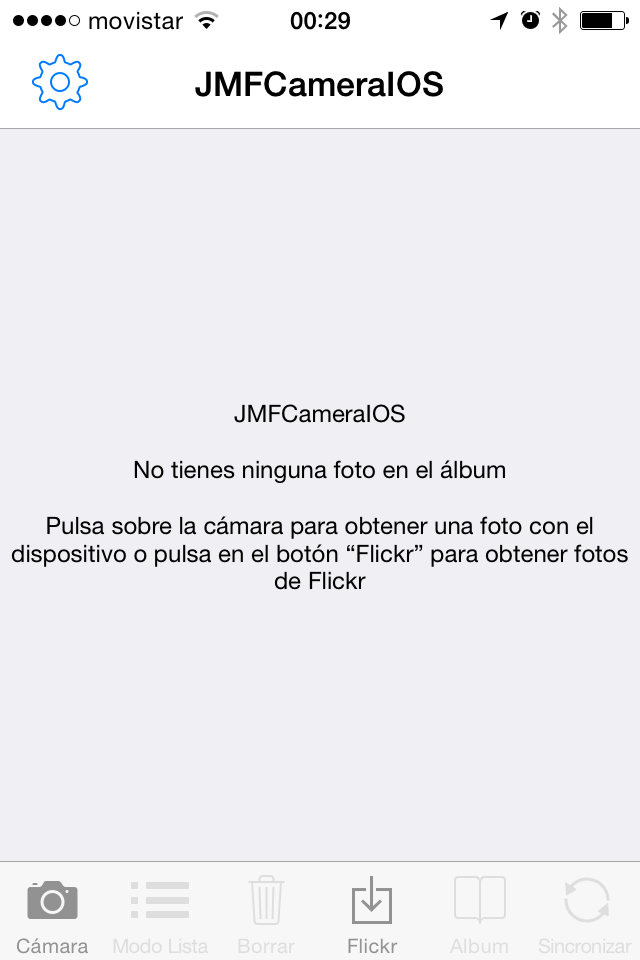 movistar 00:29
JMFCameraIOS
JMFCameraIOS
No tienes ninguna foto en el álbum
Pulsa sobre la cámara para obtener una foto con el
dispositivo o pulsa en el botón “Flickr” para obtener fotos
de Flickr
Cámara Modo Lista Borrar Flickr Album Sincronizar